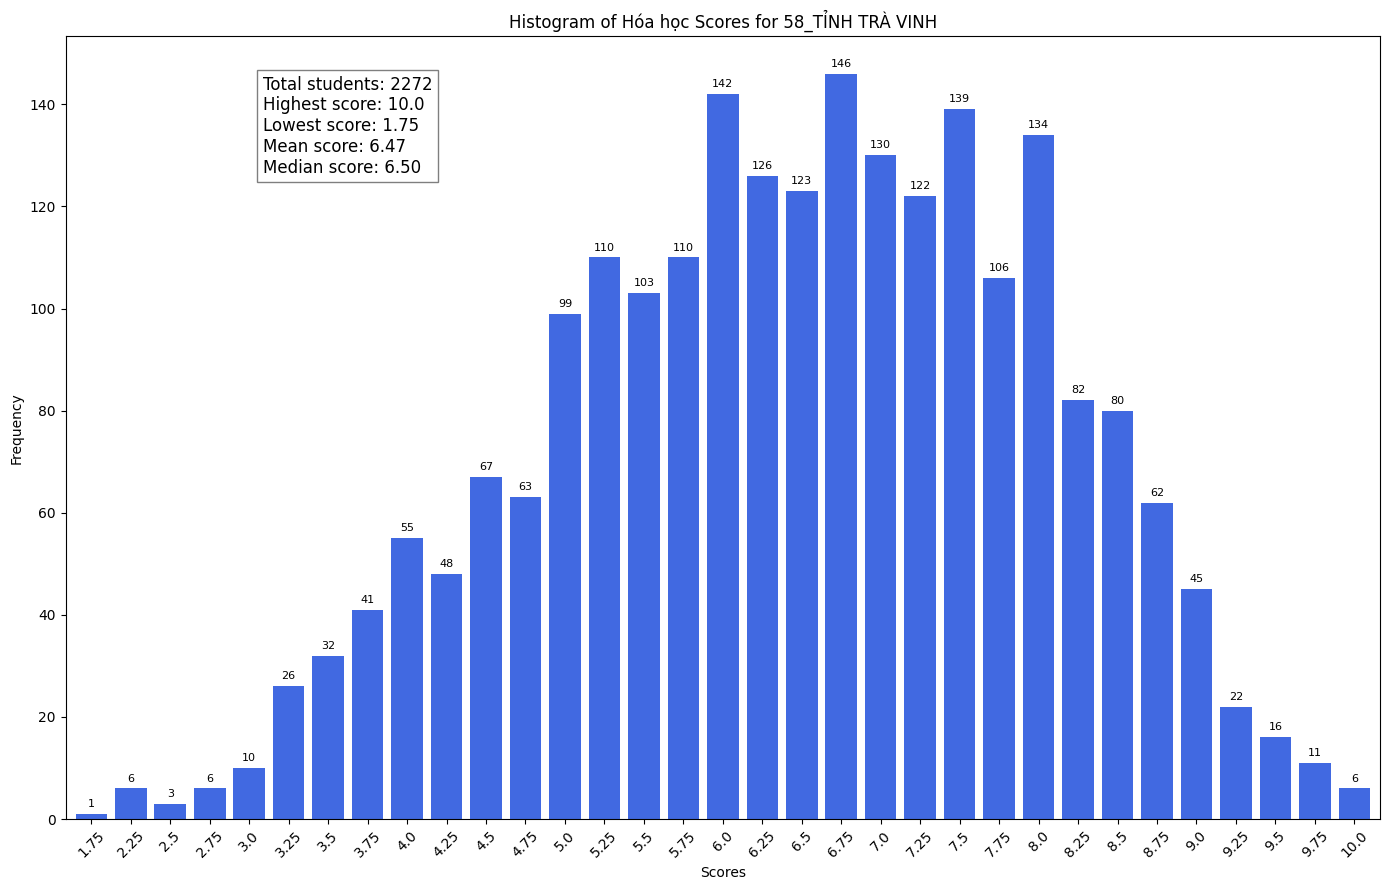 Histogram of Hóa học Scores for 58_TỈNH TRÀ VINH
Total students: 2272
Highest score: 10.0
Lowest score: 1.75
Mean score: 6.47
Median score: 6.50
Frequency
140
120
100
80
60
40
20
0
1 6 3 6 10 26 32 41 55 48 67 63 99 110 103 110 142 126 123 146 130 122 139 106 134 82 80 62 45 22 16 11 6
1.75 2.25 2.5 2.75 3.0 3.25 3.5 3.75 4.0 4.25 4.5 4.75 5.0 5.25 5.5 5.75 6.0 6.25 6.5 6.75 7.0 7.25 7.5 7.75 8.0 8.25 8.5 8.75 9.0 9.25 9.5 9.75 10.0
Scores